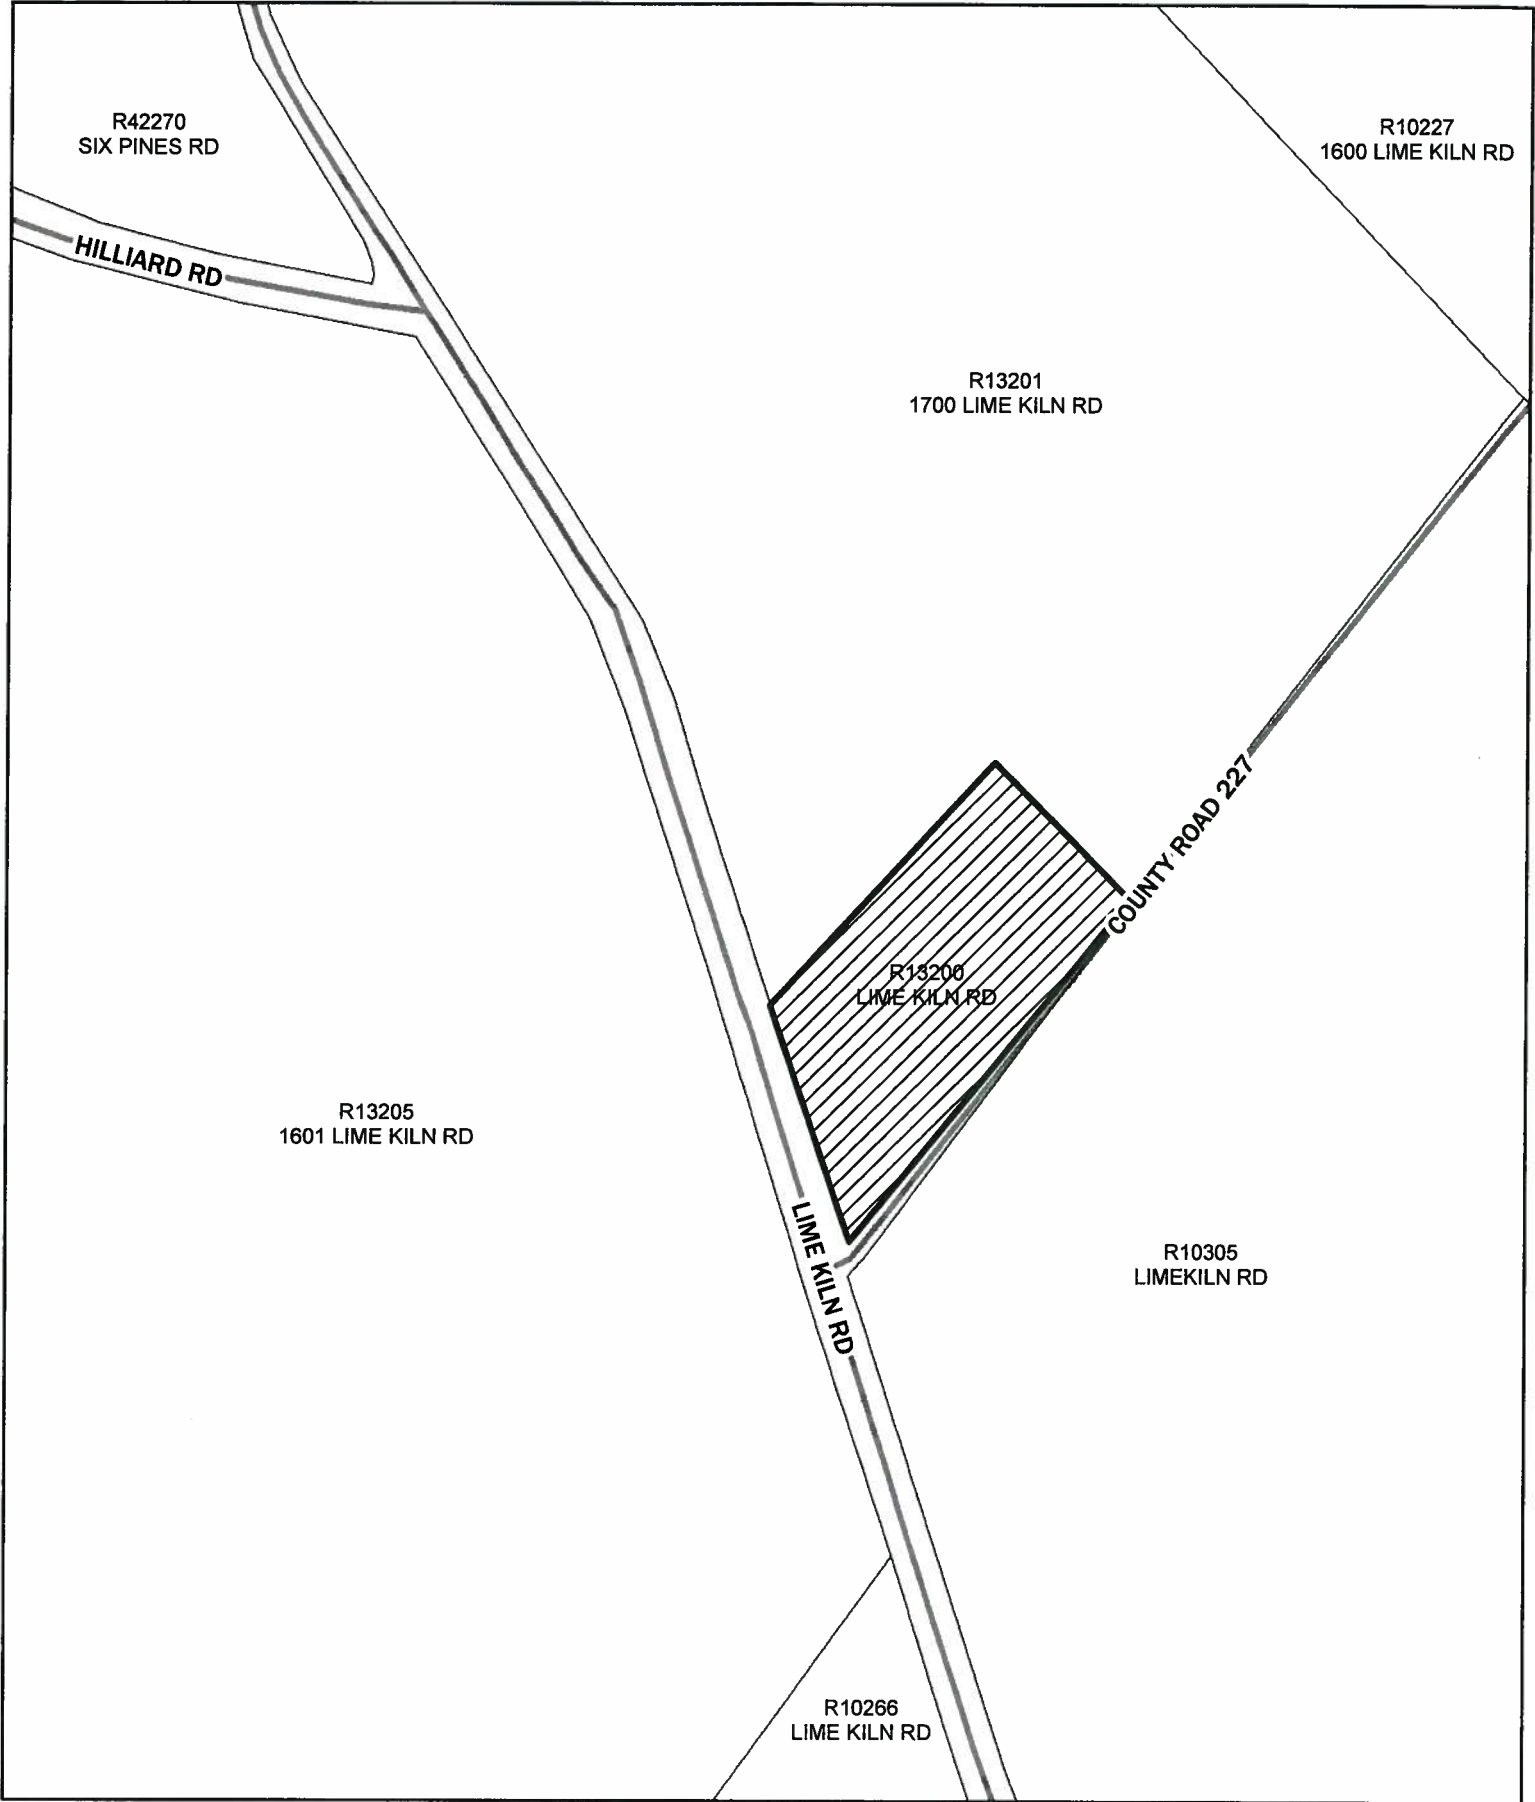 R42270
SIX PINES RD
R10227
1600 LIME KILN RD
HILLIARD RD
R13201
1700 LIME KILN RD
COUNTY ROAD 227
R13200
LIME KILN RD
R13205
1601 LIME KILN RD
LIME KILN RD
R10305
LIMEKILN RD
R10266
LIME KILN RD